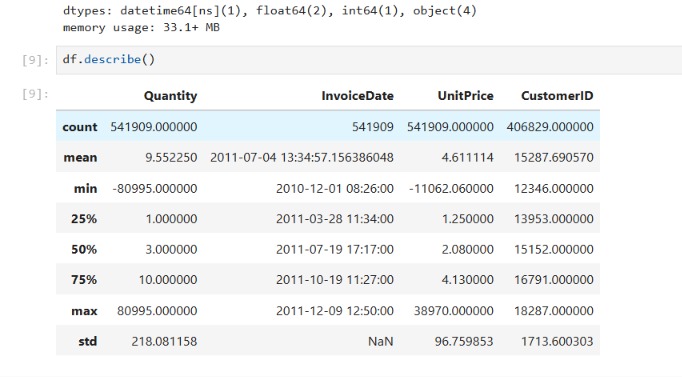 dtypes: datetime64[ns](1), float64(2), int64(1), object(4)
memory usage: 33.1+ MB
[9]: df.describe()
[9]:
Quantity InvoiceDate UnitPrice CustomerID
count 541909.000000 541909 541909.000000 406829.000000
mean 9.552250 2011-07-04 13:34:57.156386048 4.611114 15287.690570
min -80995.000000 2010-12-01 08:26:00 -11062.060000 12346.000000
25% 1.000000 2011-03-28 11:34:00 1.250000 13953.000000
50% 3.000000 2011-07-19 17:17:00 2.080000 15152.000000
75% 10.000000 2011-10-19 11:27:00 4.130000 16791.000000
max 80995.000000 2011-12-09 12:50:00 38970.000000 18287.000000
std 218.081158 NaN 96.759853 1713.600303